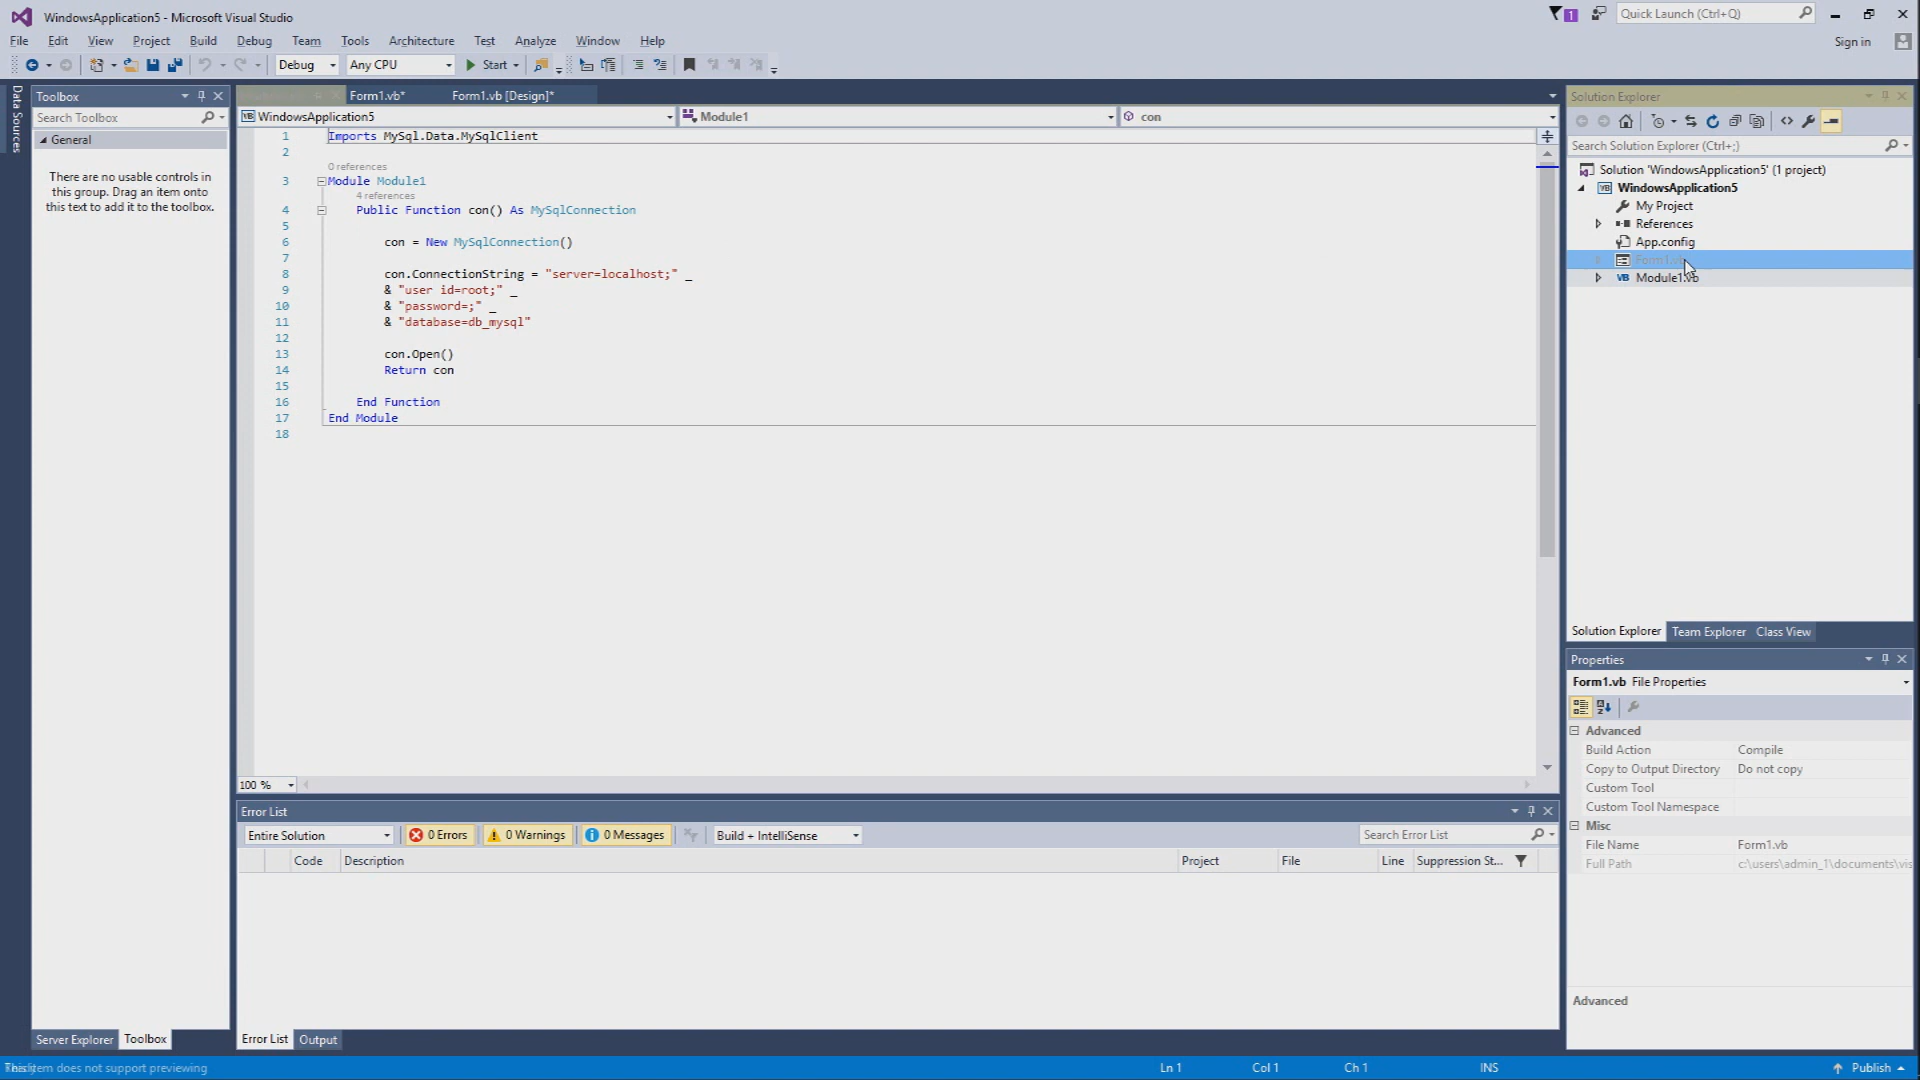 WindowsApplication5 - Microsoft Visual Studio
1
Quick Launch (Ctrl+Q)
File Edit View Project Build Debug Team Tools Architecture Test Analyze Window Help
Sign in
Debug Any CPU Start
Data Sources
Toolbox
Search Toolbox
General
There are no usable controls in
this group. Drag an item onto
this text to add it to the toolbox.
Server Explorer Toolbox
Form1.vb* Form1.vb [Design]*
WindowsApplication5 Module1 con
1 Imports MySql.Data.MySqlClient
2
0 references
3 Module Module1
4 references
4 Public Function con() As MySqlConnection
5
6 con = New MySqlConnection()
7
8 con.ConnectionString = "server=localhost;" _
9 & "user id=root;" _
10 & "password=;" _
11 & "database=db_mysql"
12
13 con.Open()
14 Return con
15
16 End Function
17 End Module
18
100 %
Error List
Entire Solution 0 Errors 0 Warnings 0 Messages Build + IntelliSense Search Error List
Code Description Project File Line Suppression St...
Error List Output
Solution Explorer
Search Solution Explorer (Ctrl+;)
Solution 'WindowsApplication5' (1 project)
WindowsApplication5
My Project
References
App.config
Module1.vb
Solution Explorer Team Explorer Class View
Properties
Form1.vb File Properties
Advanced
Build Action Compile
Copy to Output Directory Do not copy
Custom Tool
Custom Tool Namespace
Misc
File Name Form1.vb
Full Path c:\users\admin_1\documents\vis
Advanced
item does not support previewing
Ln 1 Col 1 Ch 1 INS Publish